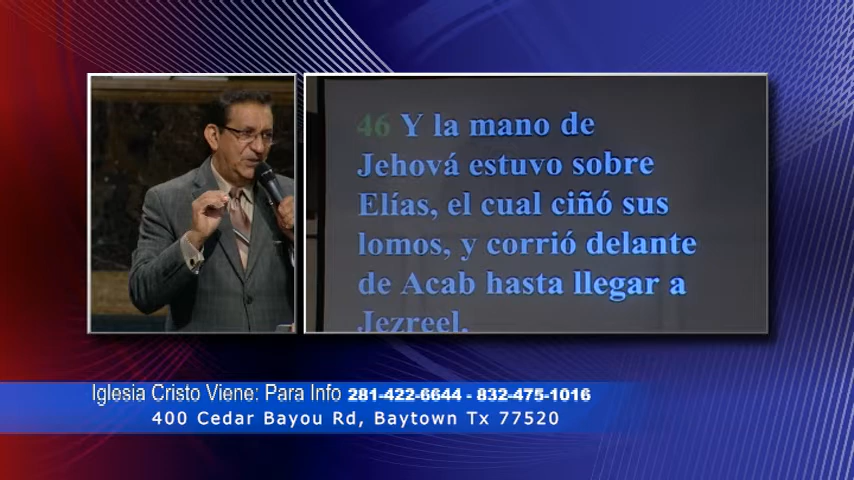 46 Y la mano de
Jehová estuvo sobre
Elías, el cual ciñó sus
lomos, y corrió delante
de Acab hasta llegar a
Jezreel.
Iglesia Cristo Viene: Para Info 281-422-6644 - 832-475-1016
400 Cedar Bayou Rd, Baytown Tx 77520